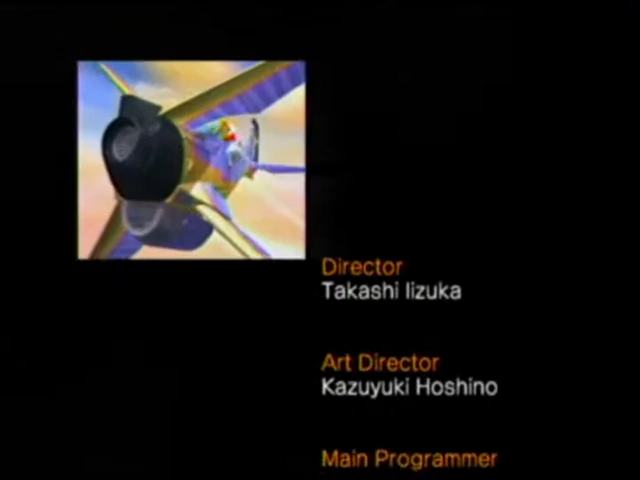 Director
Takashi Iizuka
Art Director
Kazuyuki Hoshino
Main Programmer